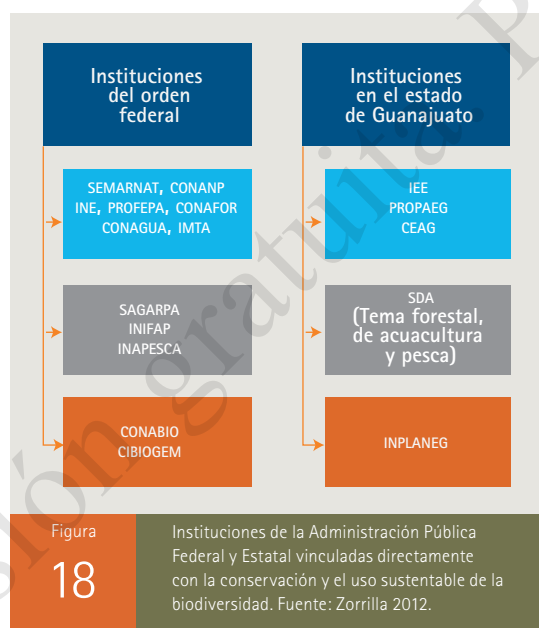 Instituciones
del orden
federal
SEMARNAT, CONANP
INE, PROFEPA, CONAFOR
CONAGUA, IMTA
SAGARPA
INIFAP
INAPESCA
CONABIO
CIBIOGEM
Instituciones
en el estado
de Guanajuato
IEE
PROPAEG
CEAG
SDA
(Tema forestal,
de acuacultura
y pesca)
INPLANEG
Figura
18
Instituciones de la Administración Pública
Federal y Estatal vinculadas directamente
con la conservación y el uso sustentable de la
biodiversidad. Fuente: Zorrilla 2012.
gratuita. P